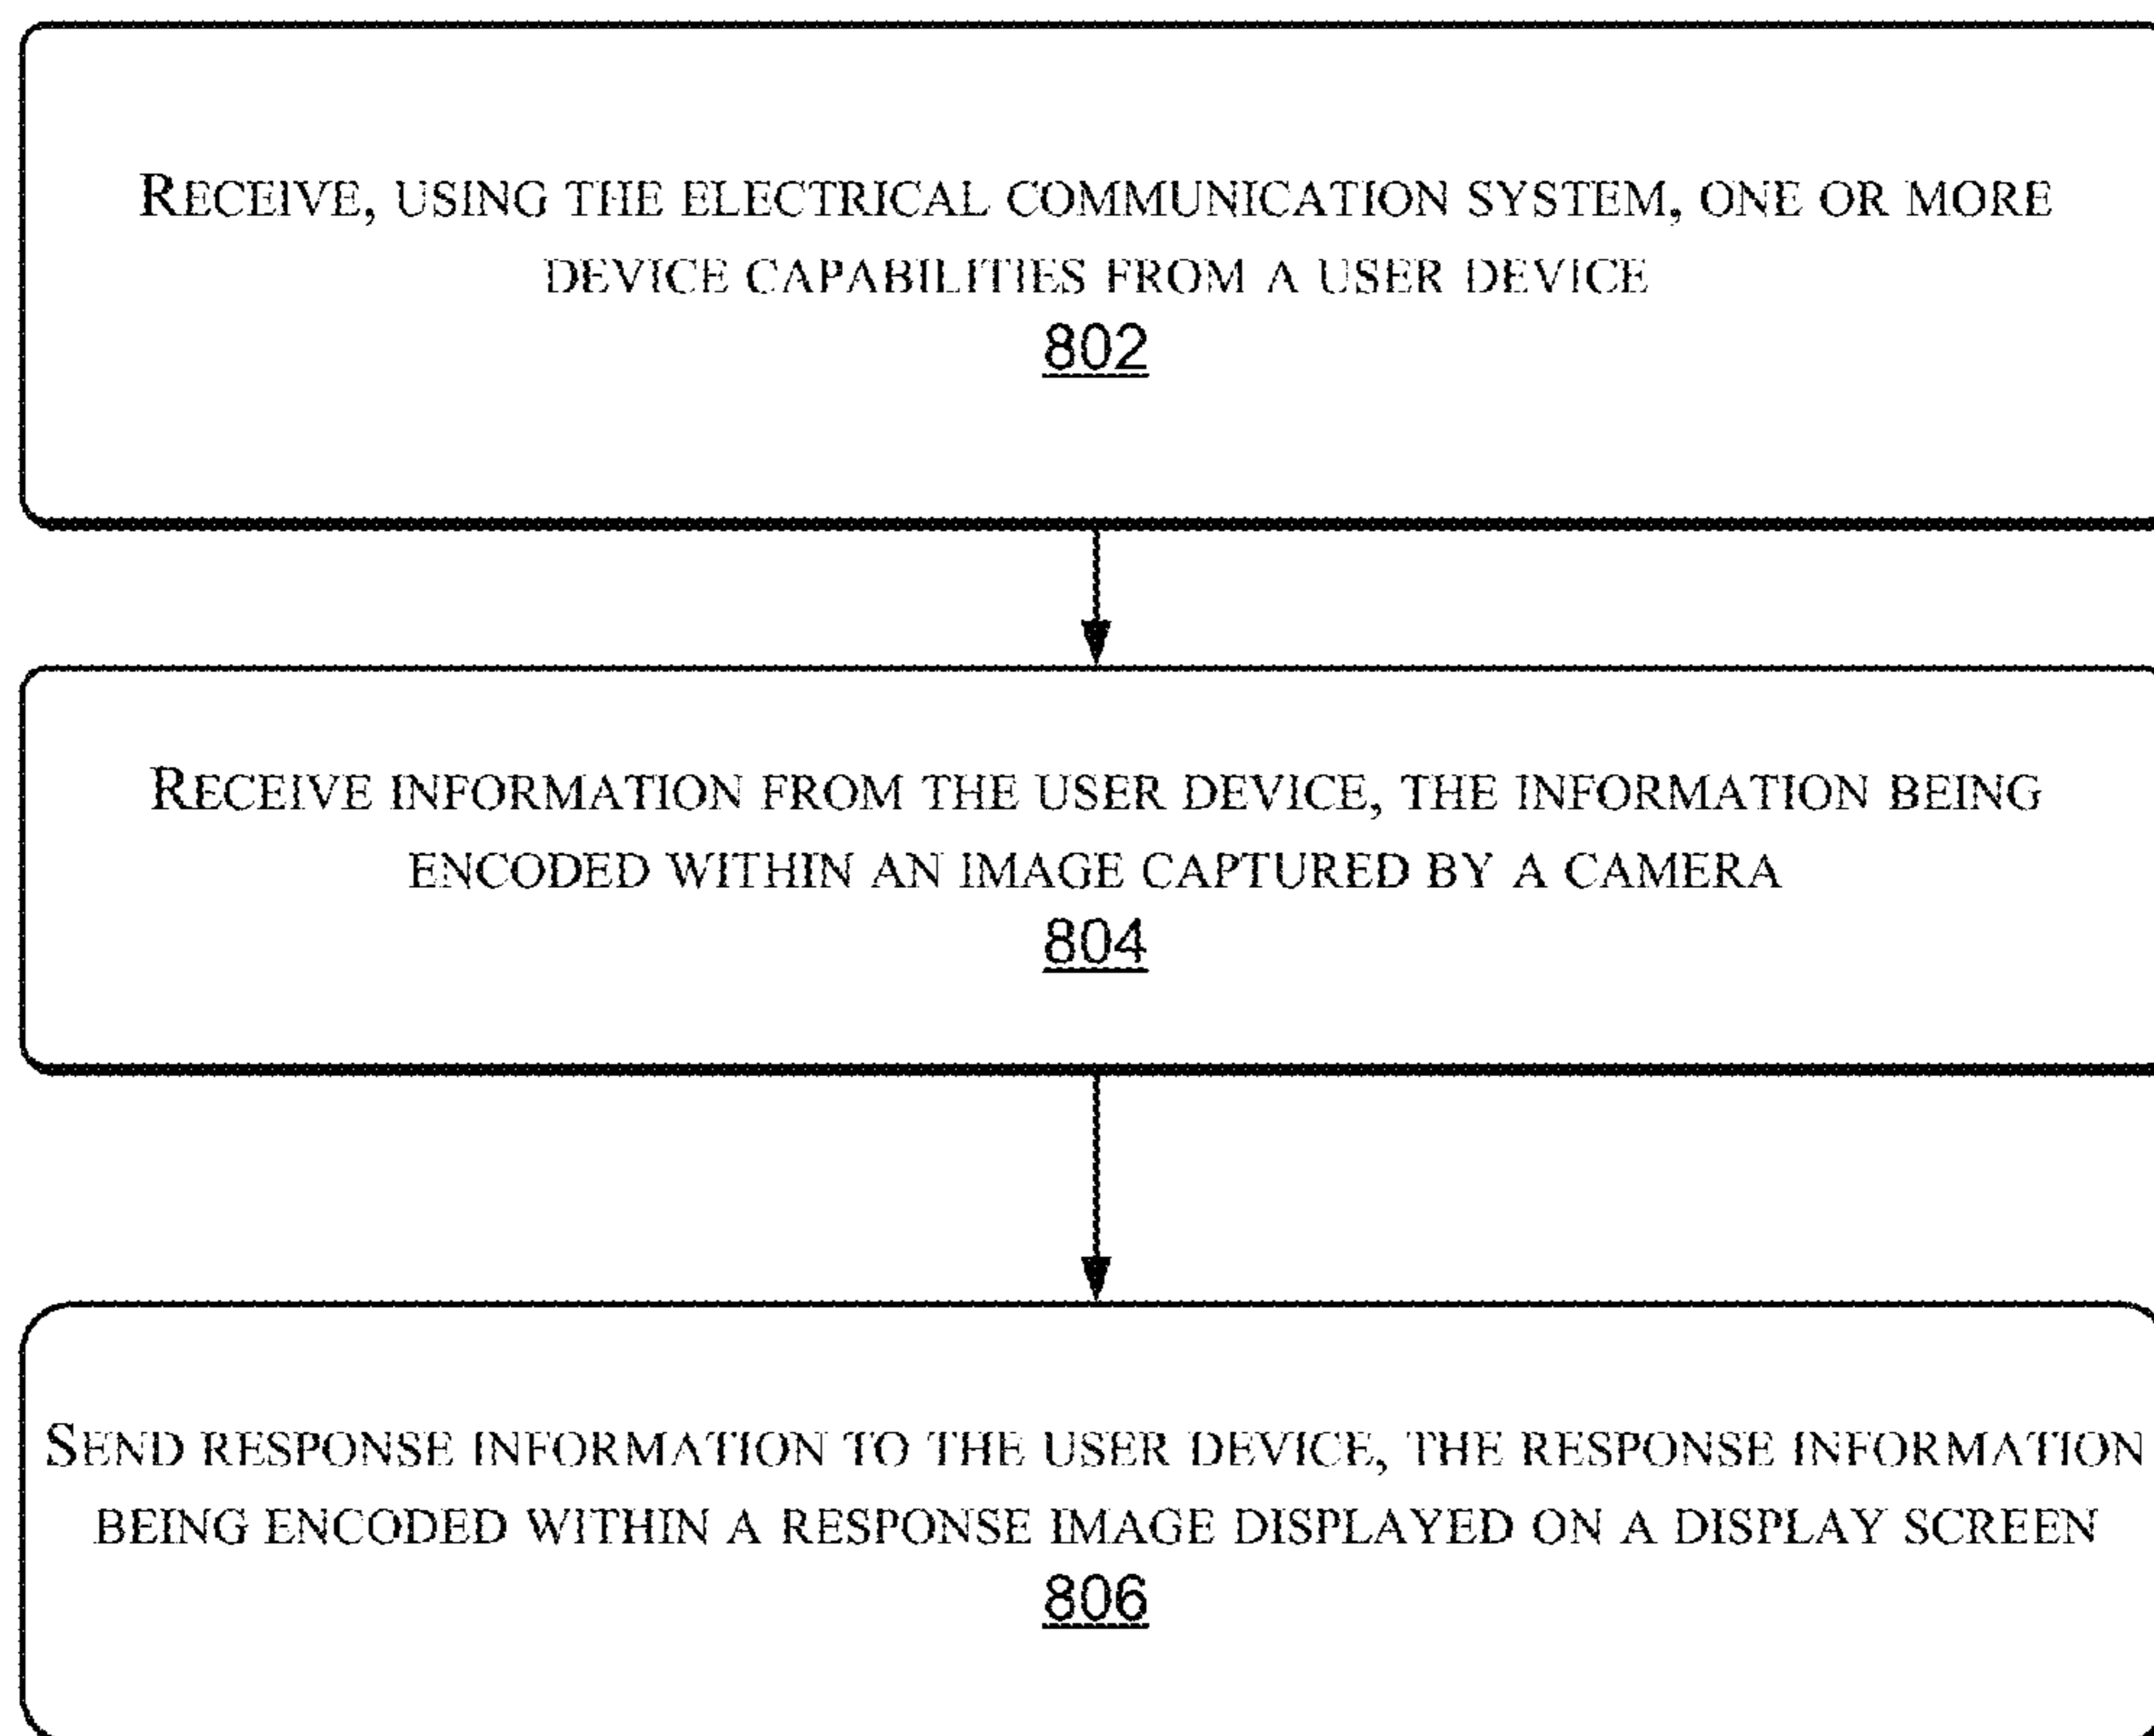 RECEIVE, USING THE ELECTRICAL COMMUNICATION SYSTEM, ONE OR MORE
DEVICE CAPABILITIES FROM A USER DEVICE
802
RECEIVE INFORMATION FROM THE USER DEVICE, THE INFORMATION BEING
ENCODED WITHIN AN IMAGE CAPTURED BY A CAMERA
804
SEND RESPONSE INFORMATION TO THE USER DEVICE, THE RESPONSE INFORMATION
BEING ENCODED WITHIN A RESPONSE IMAGE DISPLAYED ON A DISPLAY SCREEN
806